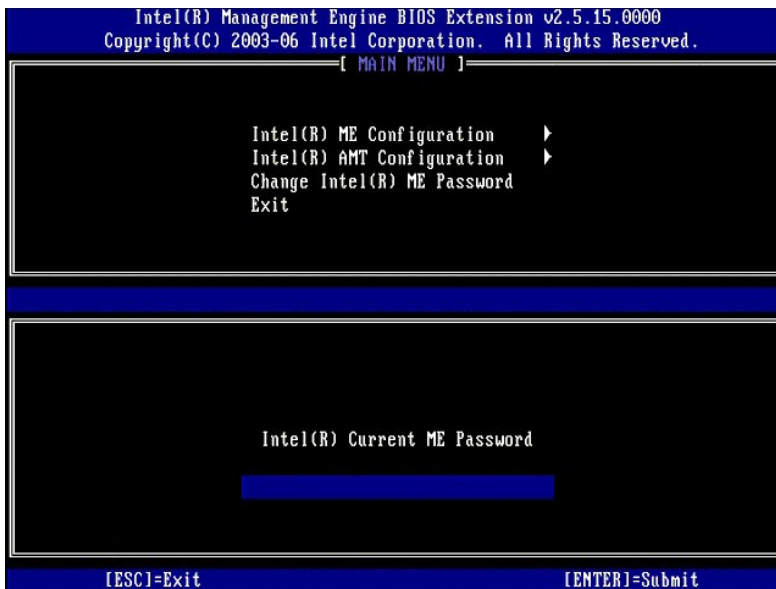 Intel(R) Management Engine BIOS Extension v2.5.15.0000
Copyright(C) 2003-06 Intel Corporation. All Rights Reserved.
[ MAIN MENU ]
Intel(R) ME Configuration
Intel(R) AMT Configuration
Change Intel(R) ME Password
Exit
Intel(R) Current ME Password
[ESC]=Exit [ENTER]=Submit